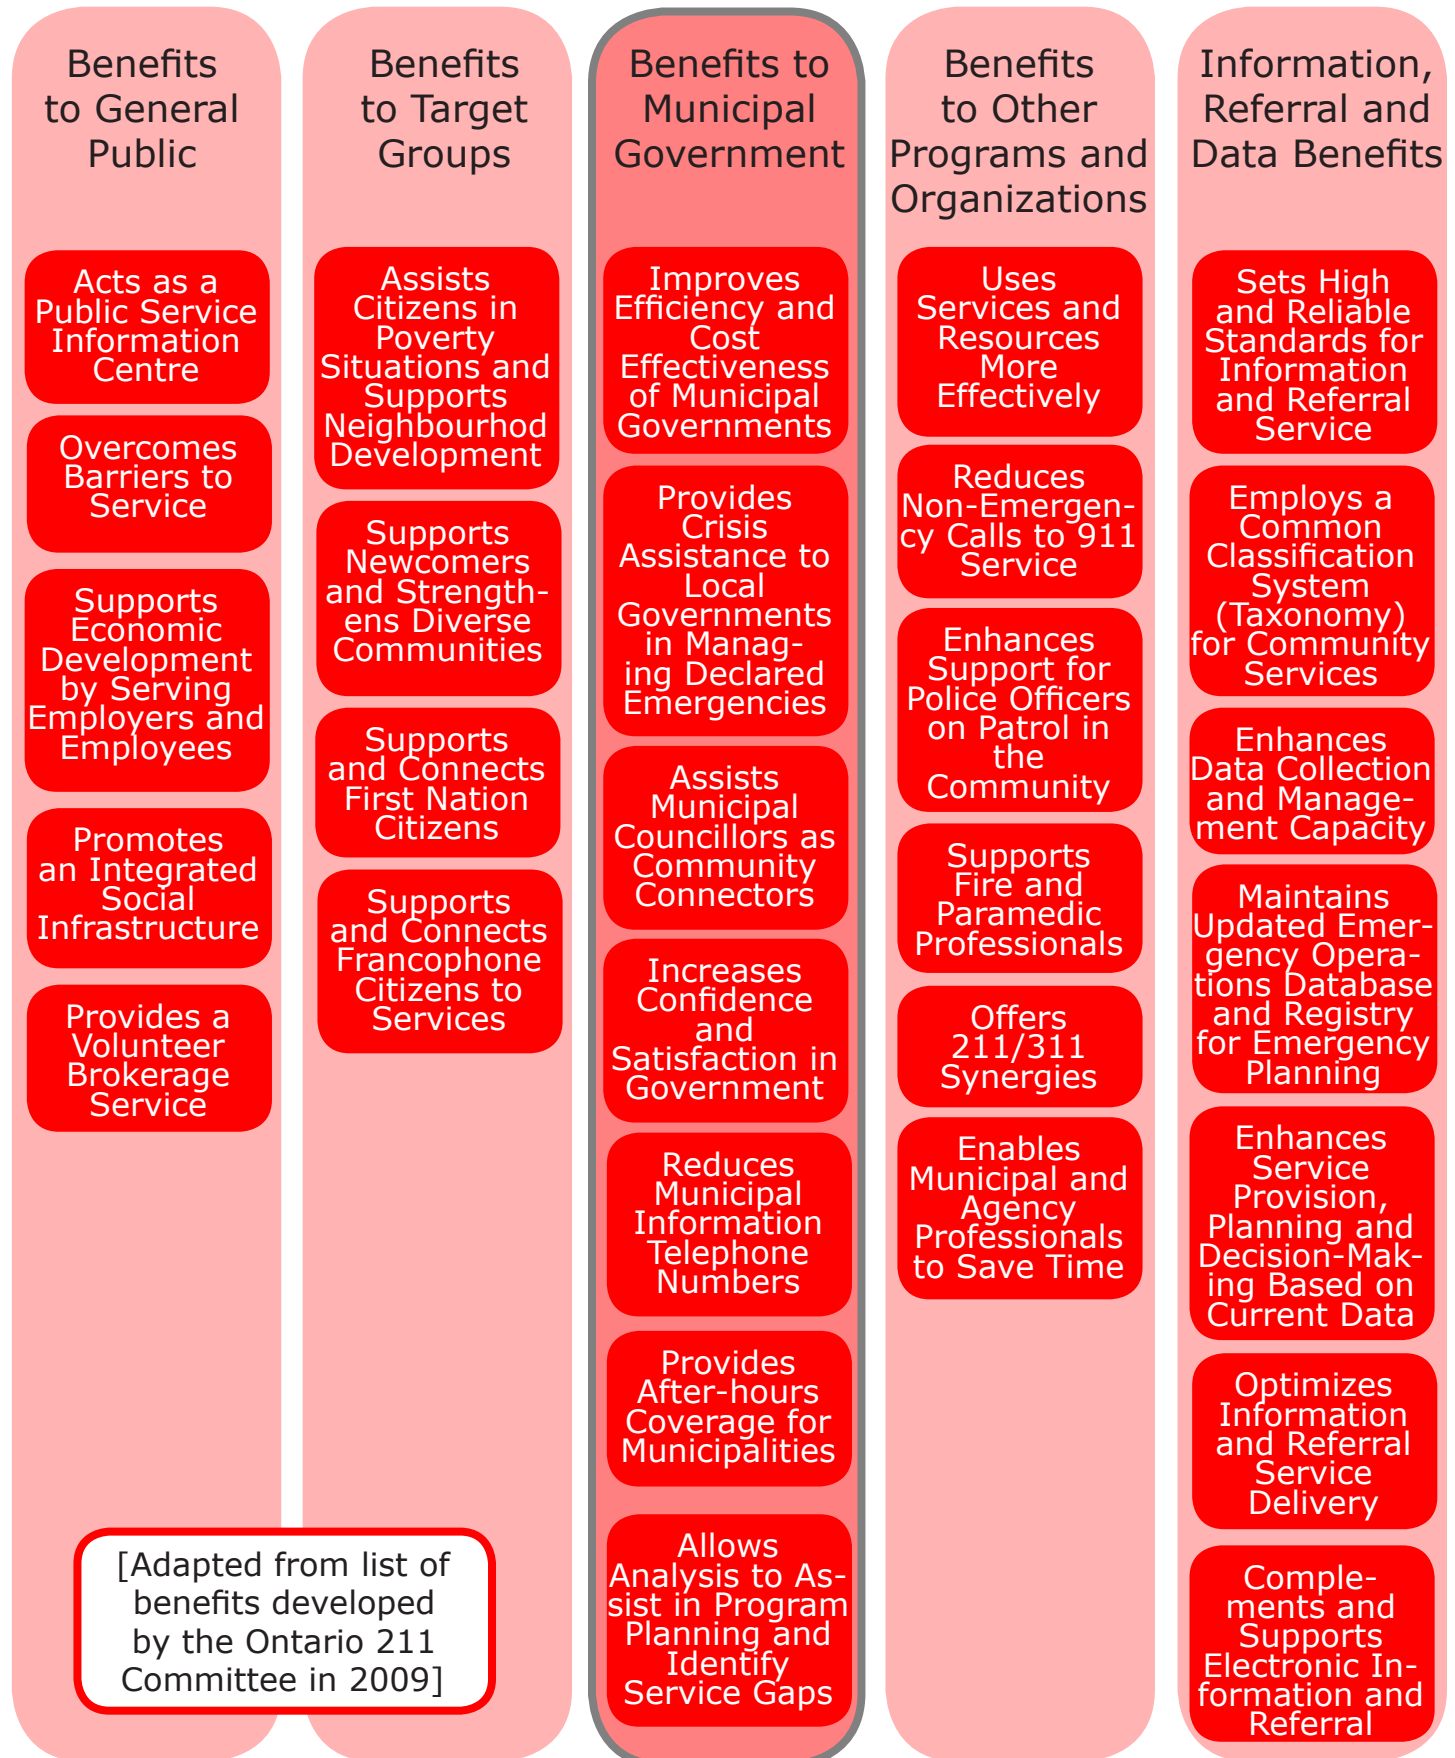 Benefits
to General
Public
Acts as a
Public Service
Information
Centre
Overcomes
Barriers to
Service
Supports
Economic
Development
by Serving
Employers and
Employees
Promotes
an Integrated
Social
Infrastructure
Provides a
Volunteer
Brokerage
Service
Benefits
to Target
Groups
Assists
Citizens in
Poverty
Situations and
Supports
Neighbourhod
Development
Supports
Newcomers
and Strength-
ens Diverse
Communities
Supports
and Connects
First Nation
Citizens
Supports
and Connects
Francophone
Citizens to
Services
[Adapted from list of
benefits developed
by the Ontario 211
Committee in 2009]
Benefits to
Municipal
Government
Improves
Efficiency and
Cost
Effectiveness
of Municipal
Governments
Provides
Crisis
Assistance to
Local
Governments
in Manag-
ing Declared
Emergencies
Assists
Municipal
Councillors as
Community
Connectors
Increases
Confidence
and
Satisfaction in
Government
Reduces
Municipal
Information
Telephone
Numbers
Provides
After-hours
Coverage for
Municipalities
Allows
Analysis to As-
sist in Program
Planning and
Identify
Service Gaps
Benefits
to Other
Programs and
Organizations
Uses
Services and
Resources
More
Effectively
Reduces
Non-Emergen-
cy Calls to 911
Service
Enhances
Support for
Police Officers
on Patrol in
the
Community
Supports
Fire and
Paramedic
Professionals
Offers
211/311
Synergies
Enables
Municipal and
Agency
Professionals
to Save Time
Information,
Referral and
Data Benefits
Sets High
and Reliable
Standards for
Information
and Referral
Service
Employs a
Common
Classification
System
(Taxonomy)
for Community
Services
Enhances
Data Collection
and Manage-
ment Capacity
Maintains
Updated Emer-
gency Opera-
tions Database
and Registry
for Emergency
Planning
Enhances
Service
Provision,
Planning and
Decision-Mak-
ing Based on
Current Data
Optimizes
Information
and Referral
Service
Delivery
Comple-
ments and
Supports
Electronic In-
formation and
Referral